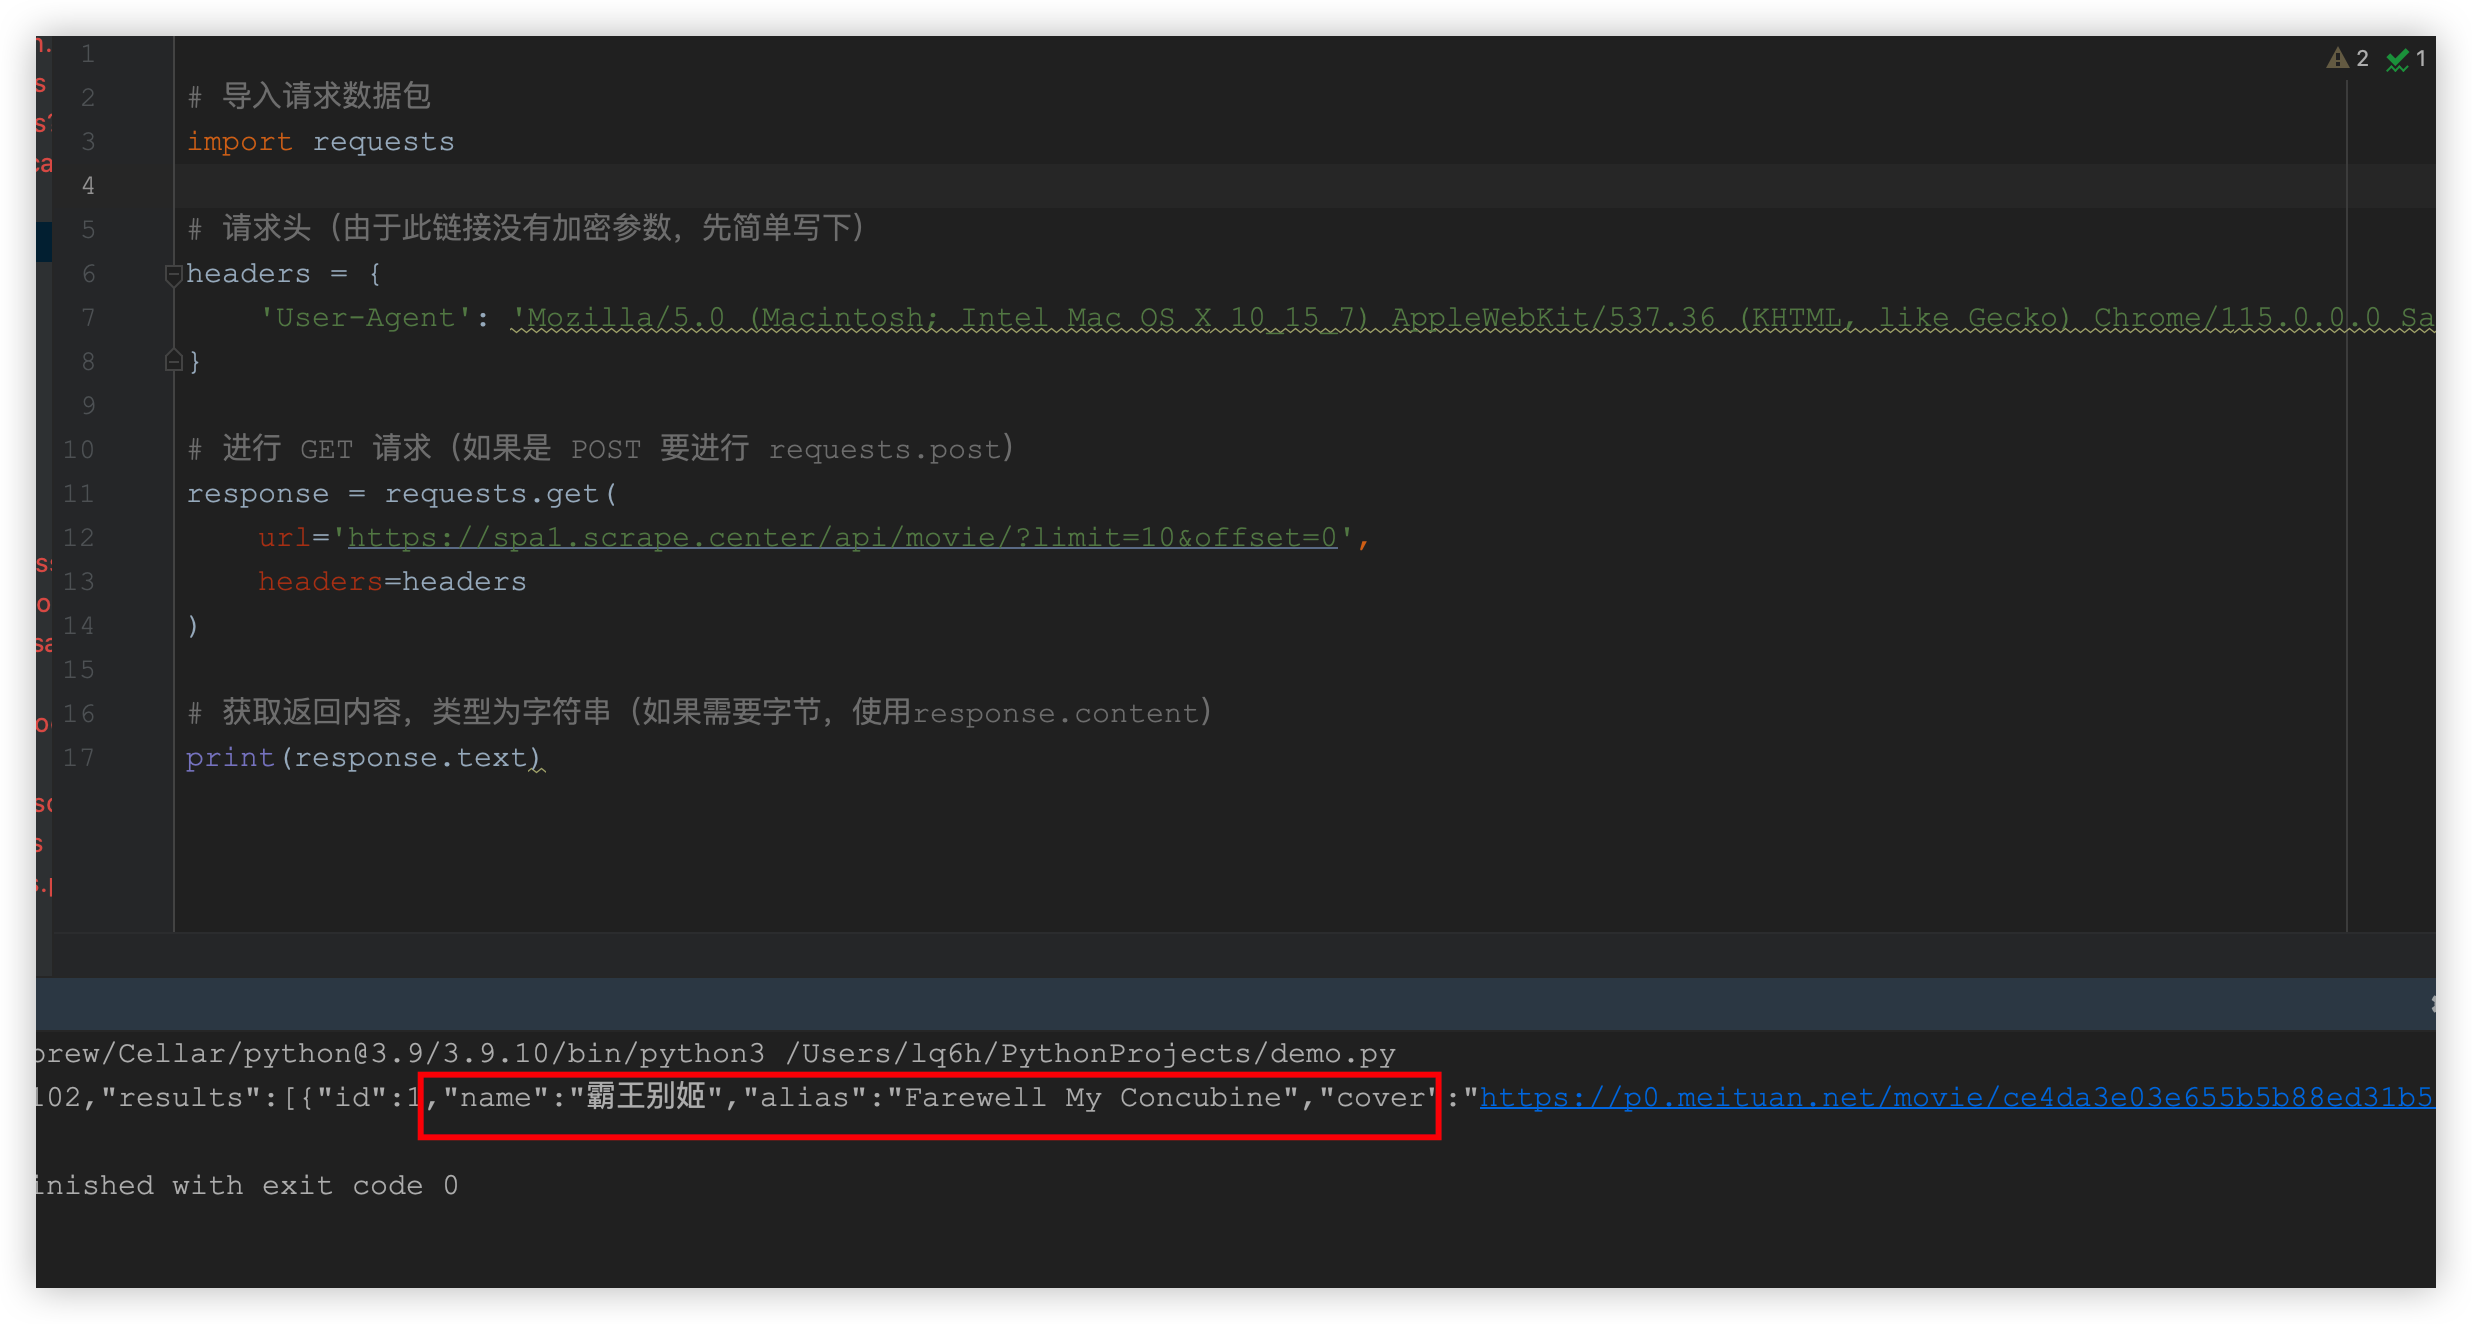 2 1
1
2 # 导入请求数据包
3 import requests
4
5 # 请求头（由于此链接没有加密参数，先简单写下）
6 headers = {
7 'User-Agent': 'Mozilla/5.0 (Macintosh; Intel Mac OS X 10_15_7) AppleWebKit/537.36 (KHTML, like Gecko) Chrome/115.0.0.0 Sa
8 }
9
10 # 进行 GET 请求（如果是 POST 要进行 requests.post）
11 response = requests.get(
12 url='https://spa1.scrape.center/api/movie/?limit=10&offset=0',
13 headers=headers
14 )
15
16 # 获取返回内容，类型为字符串（如果需要字节，使用response.content）
17 print(response.text)
brew/Cellar/python@3.9/3.9.10/bin/python3 /Users/lq6h/PythonProjects/demo.py
102,"results":[{"id":1,"name":"霸王别姬","alias":"Farewell My Concubine","cover":"https://p0.meituan.net/movie/ce4da3e03e655b5b88ed31b5
inished with exit code 0